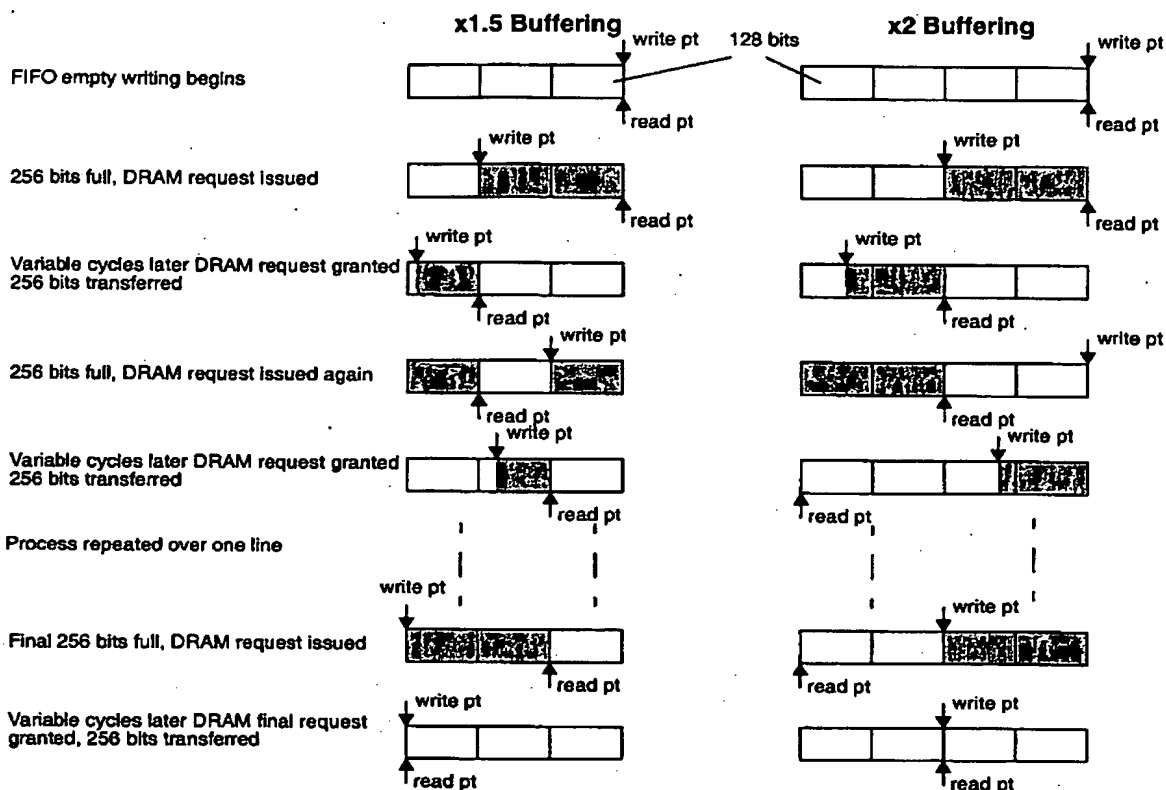 x1.5 Buffering
x2 Buffering
write pt
128 bits
write pt
FIFO empty writing begins
read pt
read pt
write pt
write pt
256 bits full, DRAM request issued
read pt
read pt
write pt
write pt
Variable cycles later DRAM request granted
256 bits transferred
read pt
read pt
write pt
write pt
256 bits full, DRAM request issued again
read pt
read pt
write pt
write pt
Variable cycles later DRAM request granted
256 bits transferred
read pt
read pt
Process repeated over one line
write pt
write pt
Final 256 bits full, DRAM request issued
read pt
read pt
write pt
write pt
Variable cycles later DRAM final request
granted, 256 bits transferred
read pt
read pt